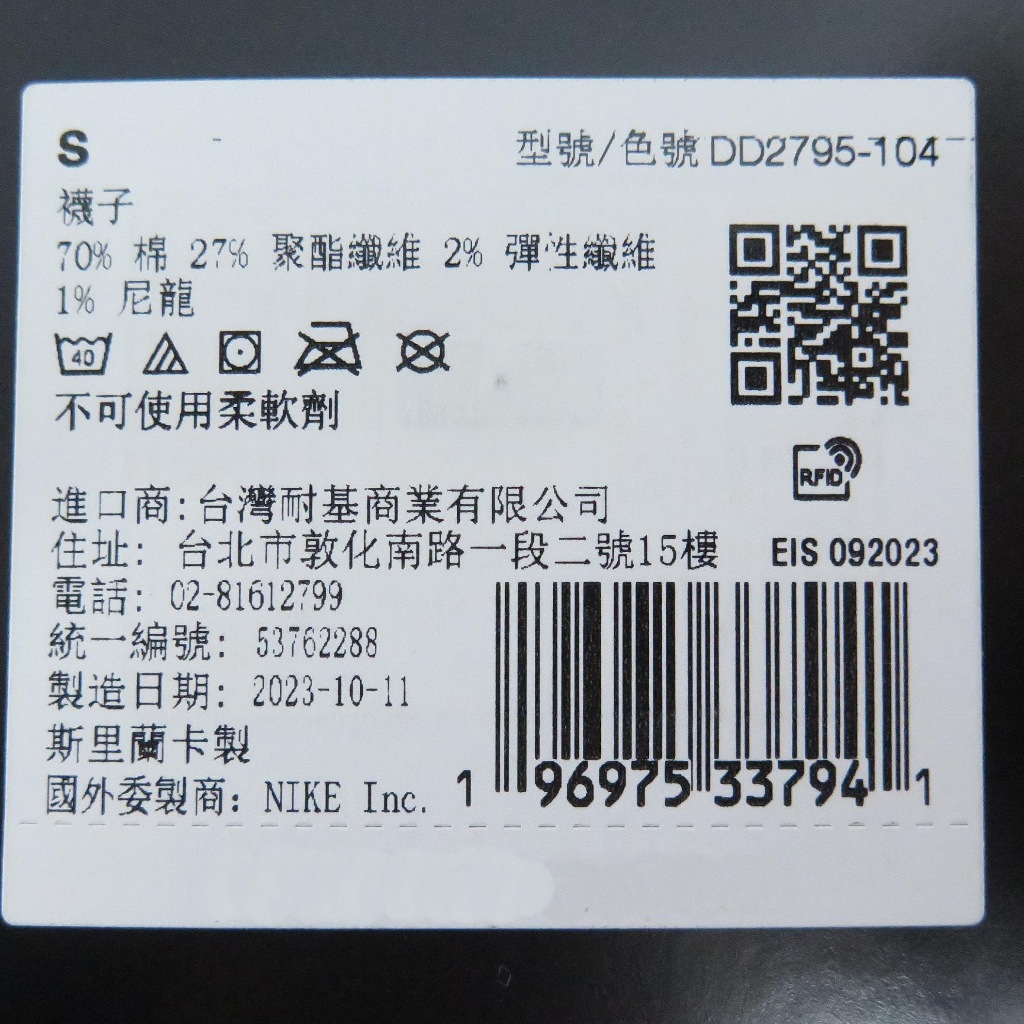 S
型號/色號 DD2795-104
襪子
70% 棉 27% 聚酯纖維 2% 彈性纖維
1% 尼龍
40
不可使用柔軟劑
RFID
進口商:台灣耐基商業有限公司
住址: 台北市敦化南路一段二號15樓
EIS 092023
電話: 02-81612799
統一編號: 53762288
製造日期: 2023-10-11
斯里蘭卡製
國外委製商: NIKE Inc.
1 96975 33794 1